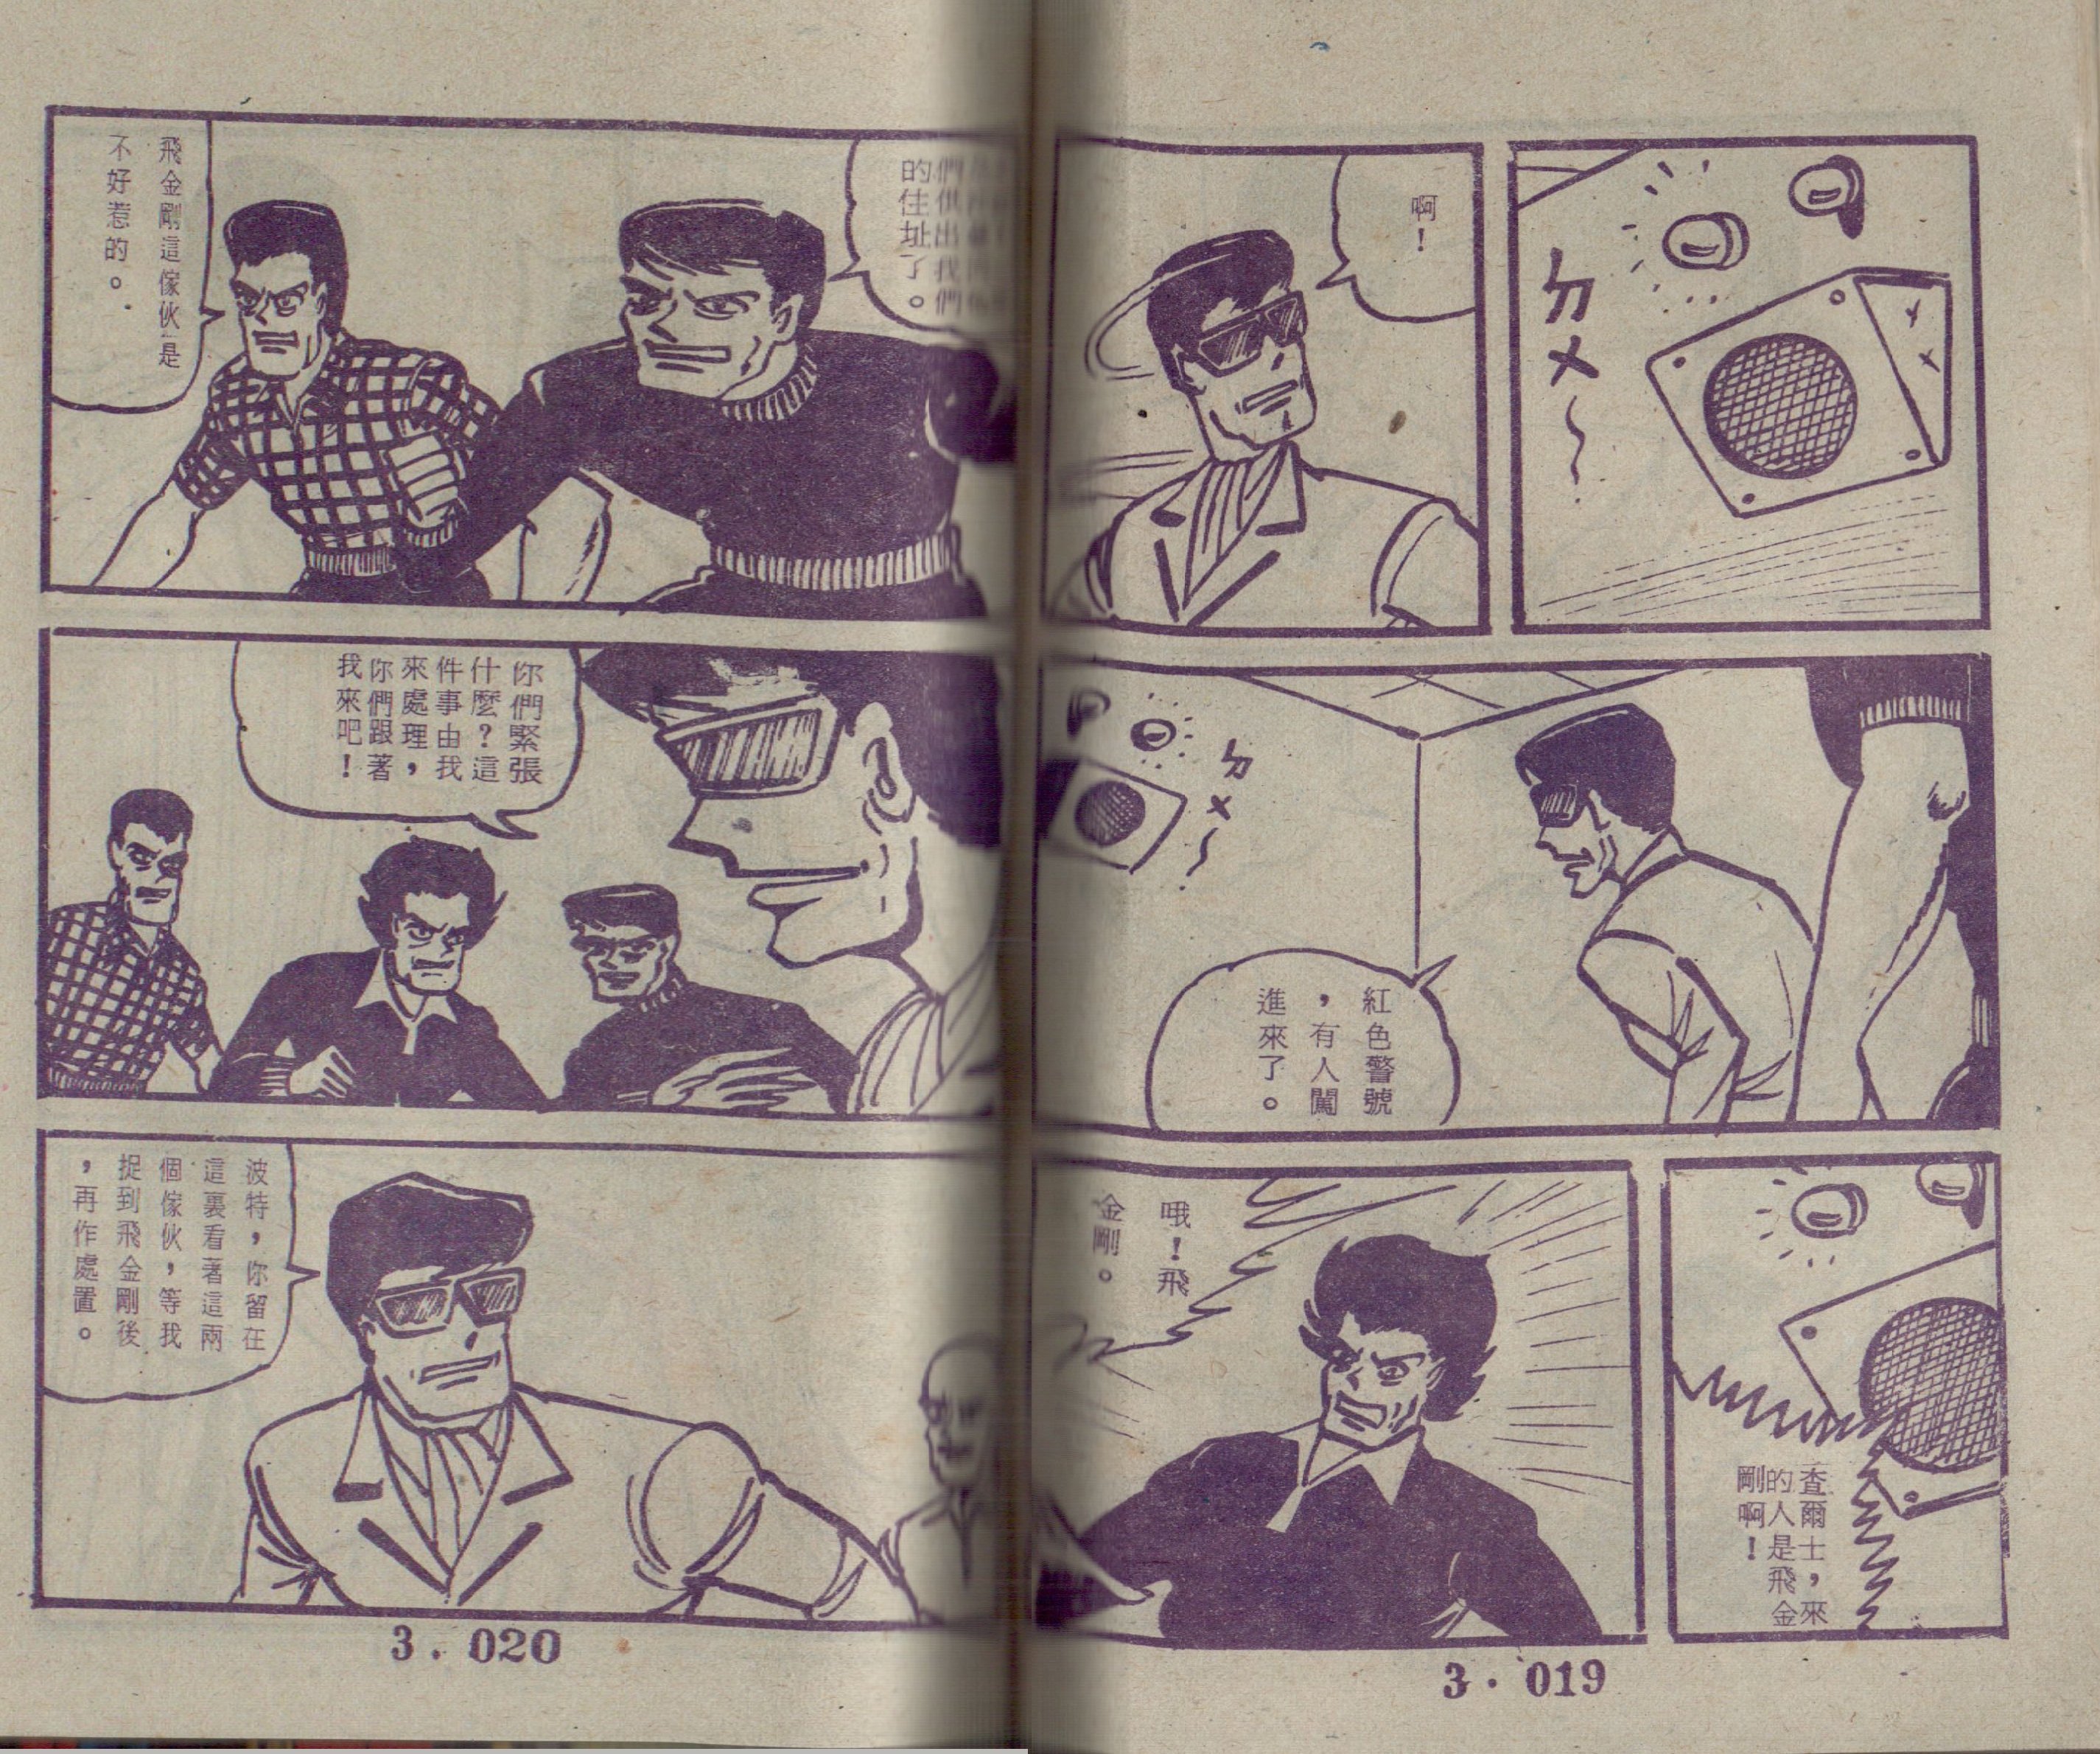 ㄉㄨ～
啊！
ㄉㄨ～
紅色警號
，有人闖
進來了。
查爾士，來
的人是飛金
剛啊！
哦！飛
金剛。
3．019
們供出我們
的住址了。
飛金剛這傢伙是
不好惹的。
你們緊張
什麼？這
件事由我
來處理，
你們跟著
我來吧！
波特，你留在
這裏看著這兩
個傢伙，等我
捉到飛金剛後
，再作處置。
3．020